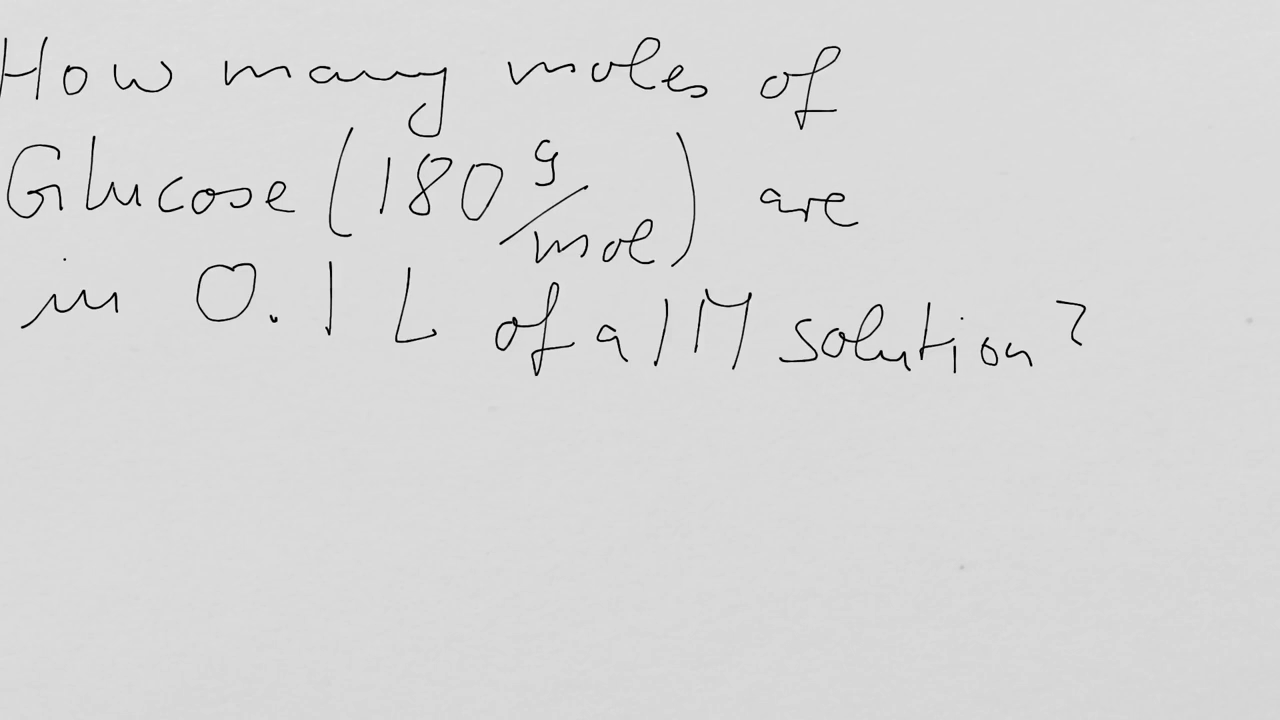 How many moles of
Glucose (180 g/mol) are
in 0.1 L of a 1M solution?